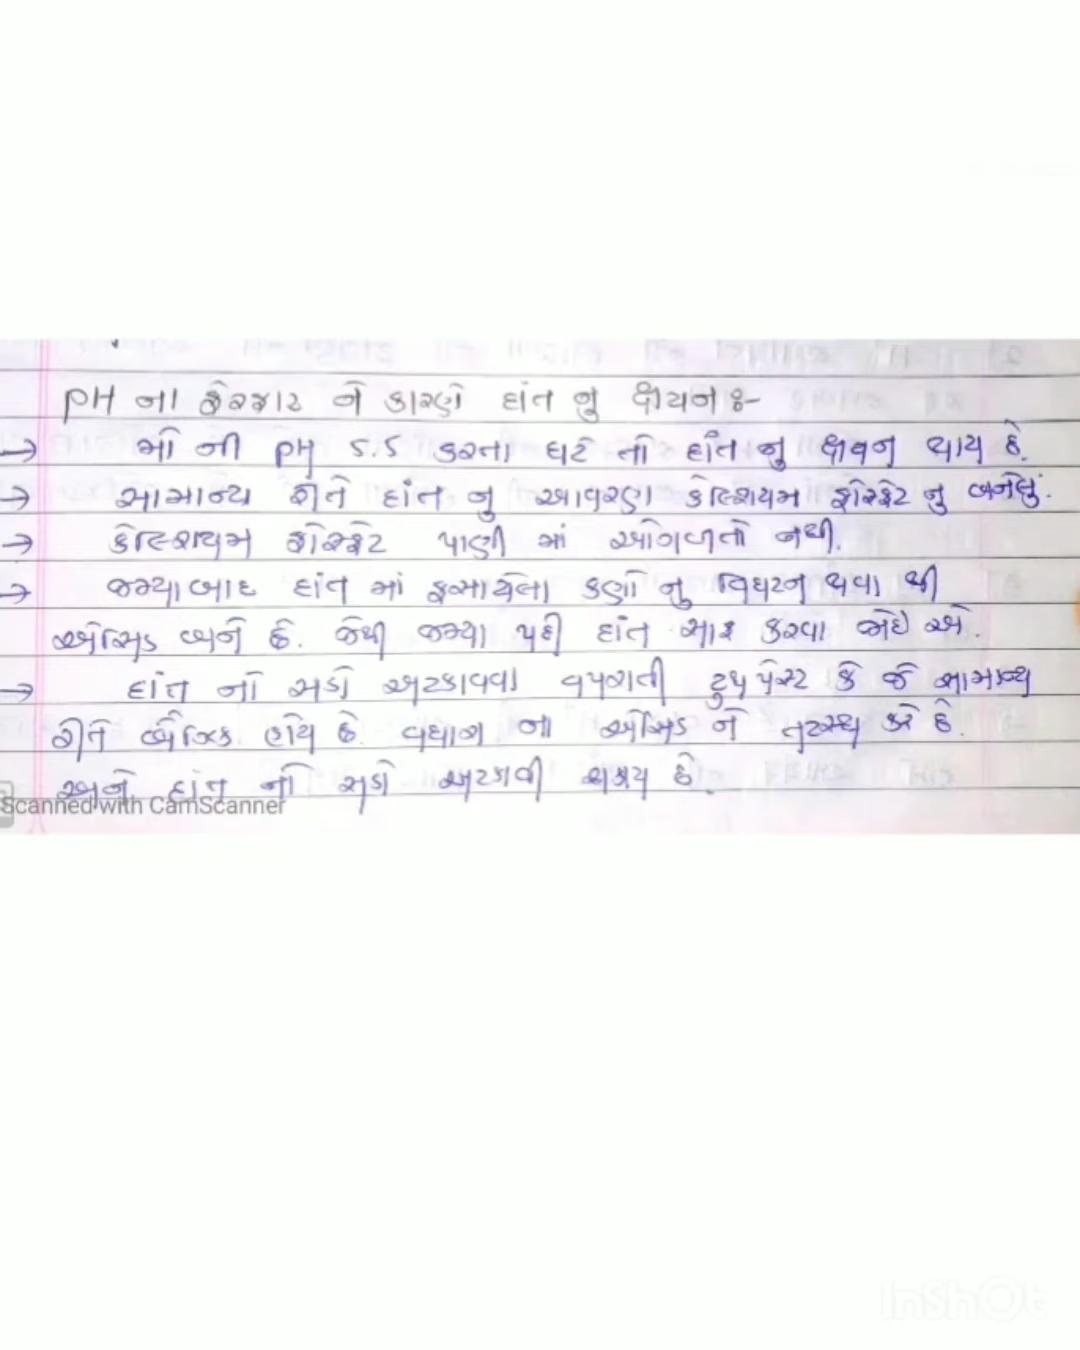 pH ના ફેરફાર ને કારણે દાંત નુ ક્ષયન :-
→ મોં ની pH 5.5 કરતા ઘટે તો દાંત નુ ક્ષયન થાય છે.
→ સામાન્ય રીતે દાંત નુ આવરણ કેલ્શિયમ ફોસ્ફેટ નુ બનેલું.
→ કેલ્શિયમ ફોસ્ફેટ પાણી માં ઓગળતો નથી.
→ જમ્યા બાદ દાંત માં ફસાયેલા કણો નુ વિઘટન થવા થી
એસિડ બને છે. જેથી જમ્યા પછી દાંત સાફ કરવા જોઈ એ.
→ દાંત નો સડો અટકાવવા વપરાતી ટુથ પેસ્ટ કે જે સામાન્ય
રીતે બેઝિક હોય છે. વધારા ના એસિડ ને તટસ્થ કરે છે.
અને દાંત નો સડો અટકાવી શકાય છે.
Scanned with CamScanner
InShOt